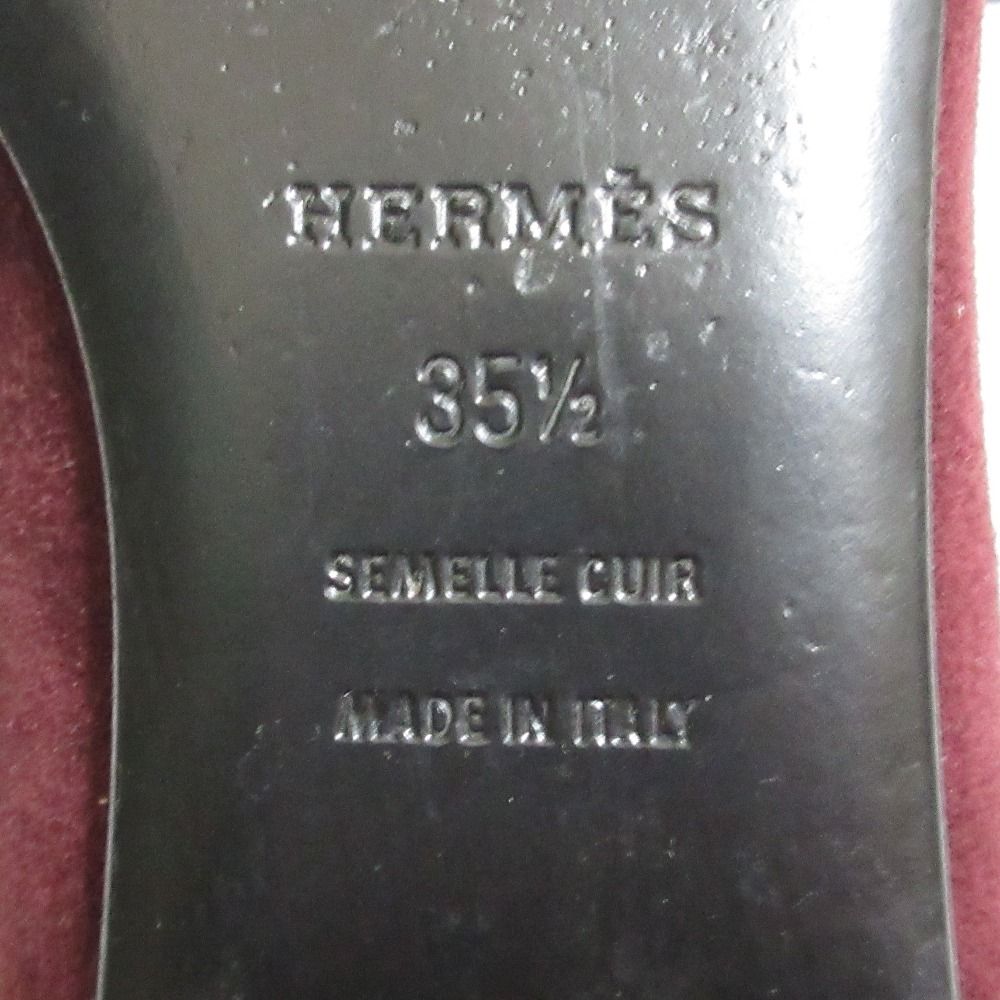 HERMÈS
35½
SEMELLE CUIR
MADE IN ITALY